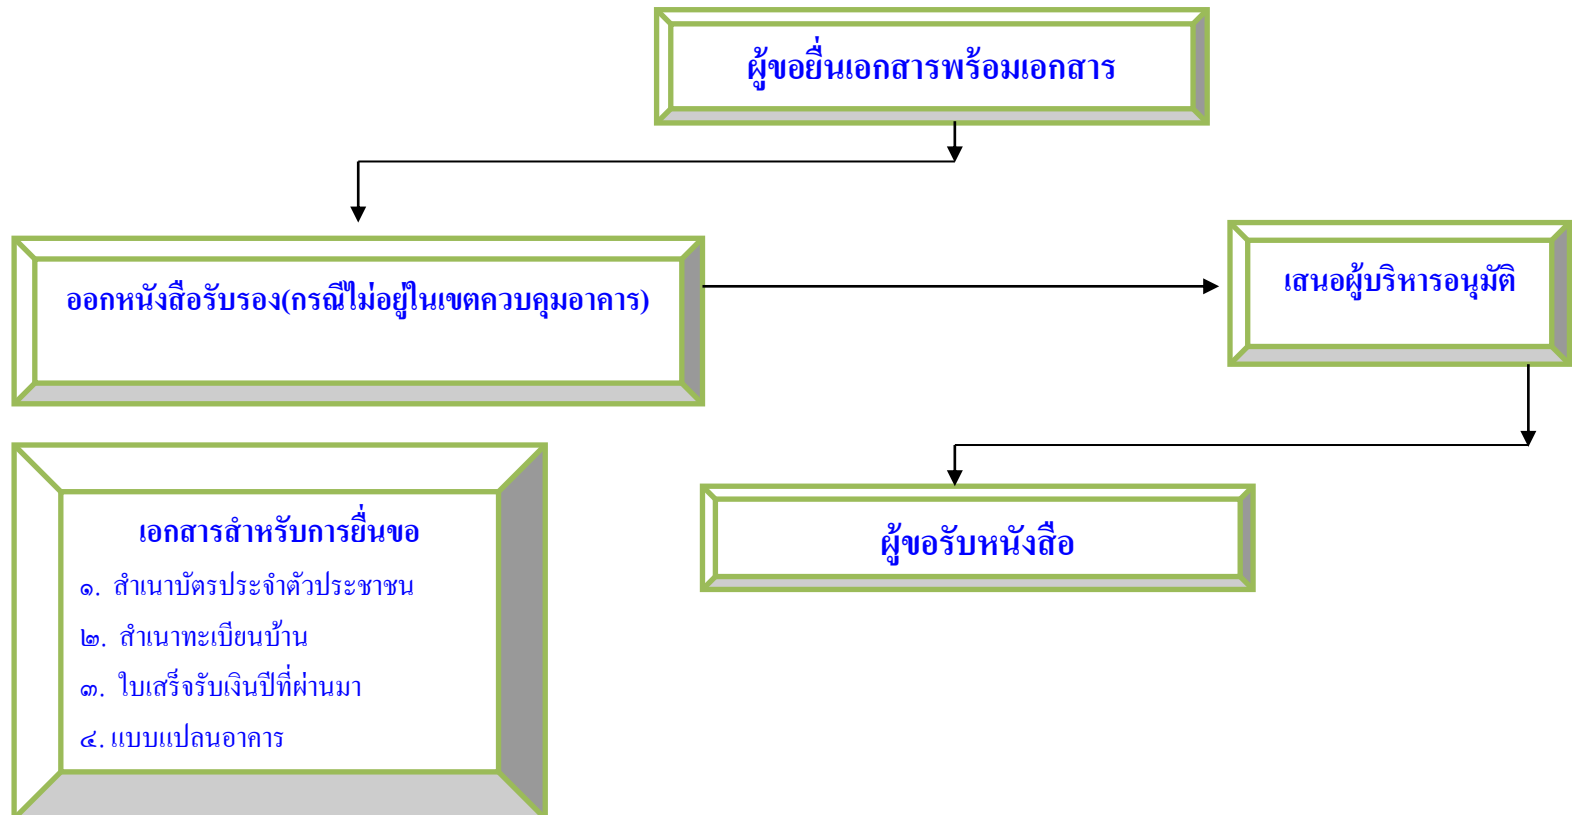 ผู้ขอยื่นเอกสารพร้อมเอกสาร
ออกหนังสือรับรอง(กรณีไม่อยู่ในเขตควบคุมอาคาร)
เสนอผู้บริหารอนุมัติ
ผู้ขอรับหนังสือ
เอกสารสำหรับการยื่นขอ
๑. สำเนาบัตรประจำตัวประชาชน
๒. สำเนาทะเบียนบ้าน
๓. ใบเสร็จรับเงินปีที่ผ่านมา
๔. แบบแปลนอาคาร